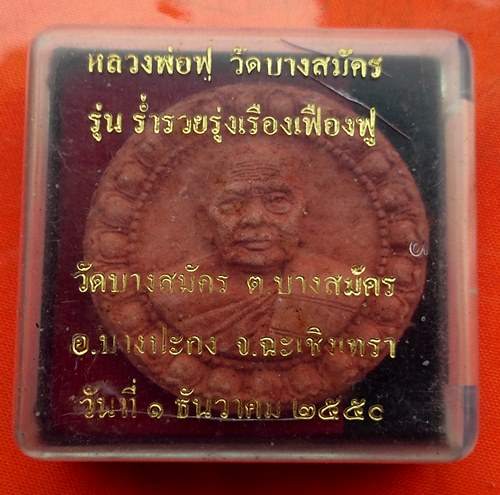 หลวงพ่อฟู วัดบางสมัคร
รุ่น ร่ำรวยรุ่งเรืองเฟื่องฟู
วัดบางสมัคร ต บางสมัคร
อ.บางปะกง จ.ฉะเชิงเทรา
วันที่ ๑ ธันวาคม ๒๕๕๐